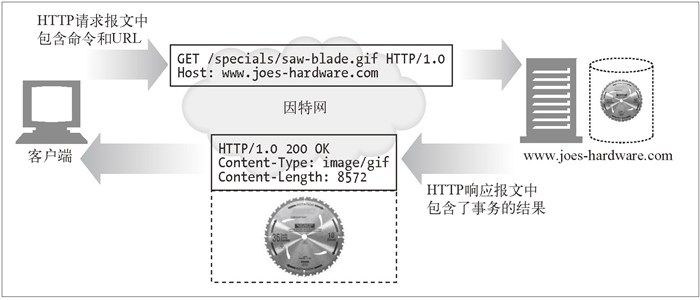 HTTP请求报文中
包含命令和URL
GET /specials/saw-blade.gif HTTP/1.0
Host: www.joes-hardware.com
因特网
客户端
HTTP/1.0 200 OK
Content-Type: image/gif
Content-Length: 8572
www.joes-hardware.com
HTTP响应报文中
包含了事务的结果